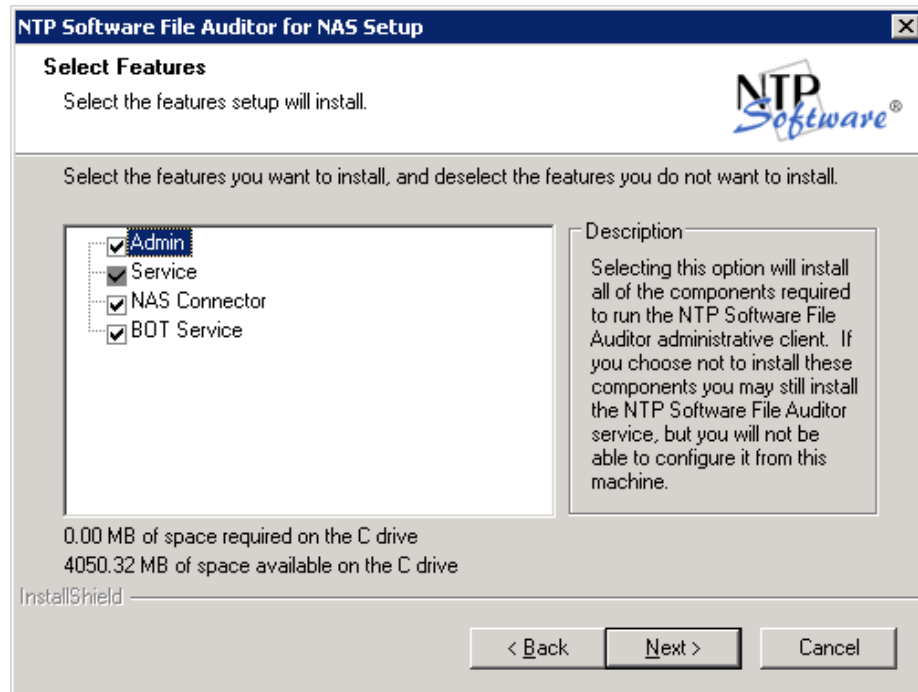 NTP Software File Auditor for NAS Setup
Select Features
Select the features setup will install.
NTP
Software®
Select the features you want to install, and deselect the features you do not want to install.
Admin
Service
NAS Connector
BOT Service
Description
Selecting this option will install
all of the components required
to run the NTP Software File
Auditor administrative client. If
you choose not to install these
components you may still install
the NTP Software File Auditor
service, but you will not be
able to configure it from this
machine.
0.00 MB of space required on the C drive
4050.32 MB of space available on the C drive
InstallShield
< Back
Next >
Cancel